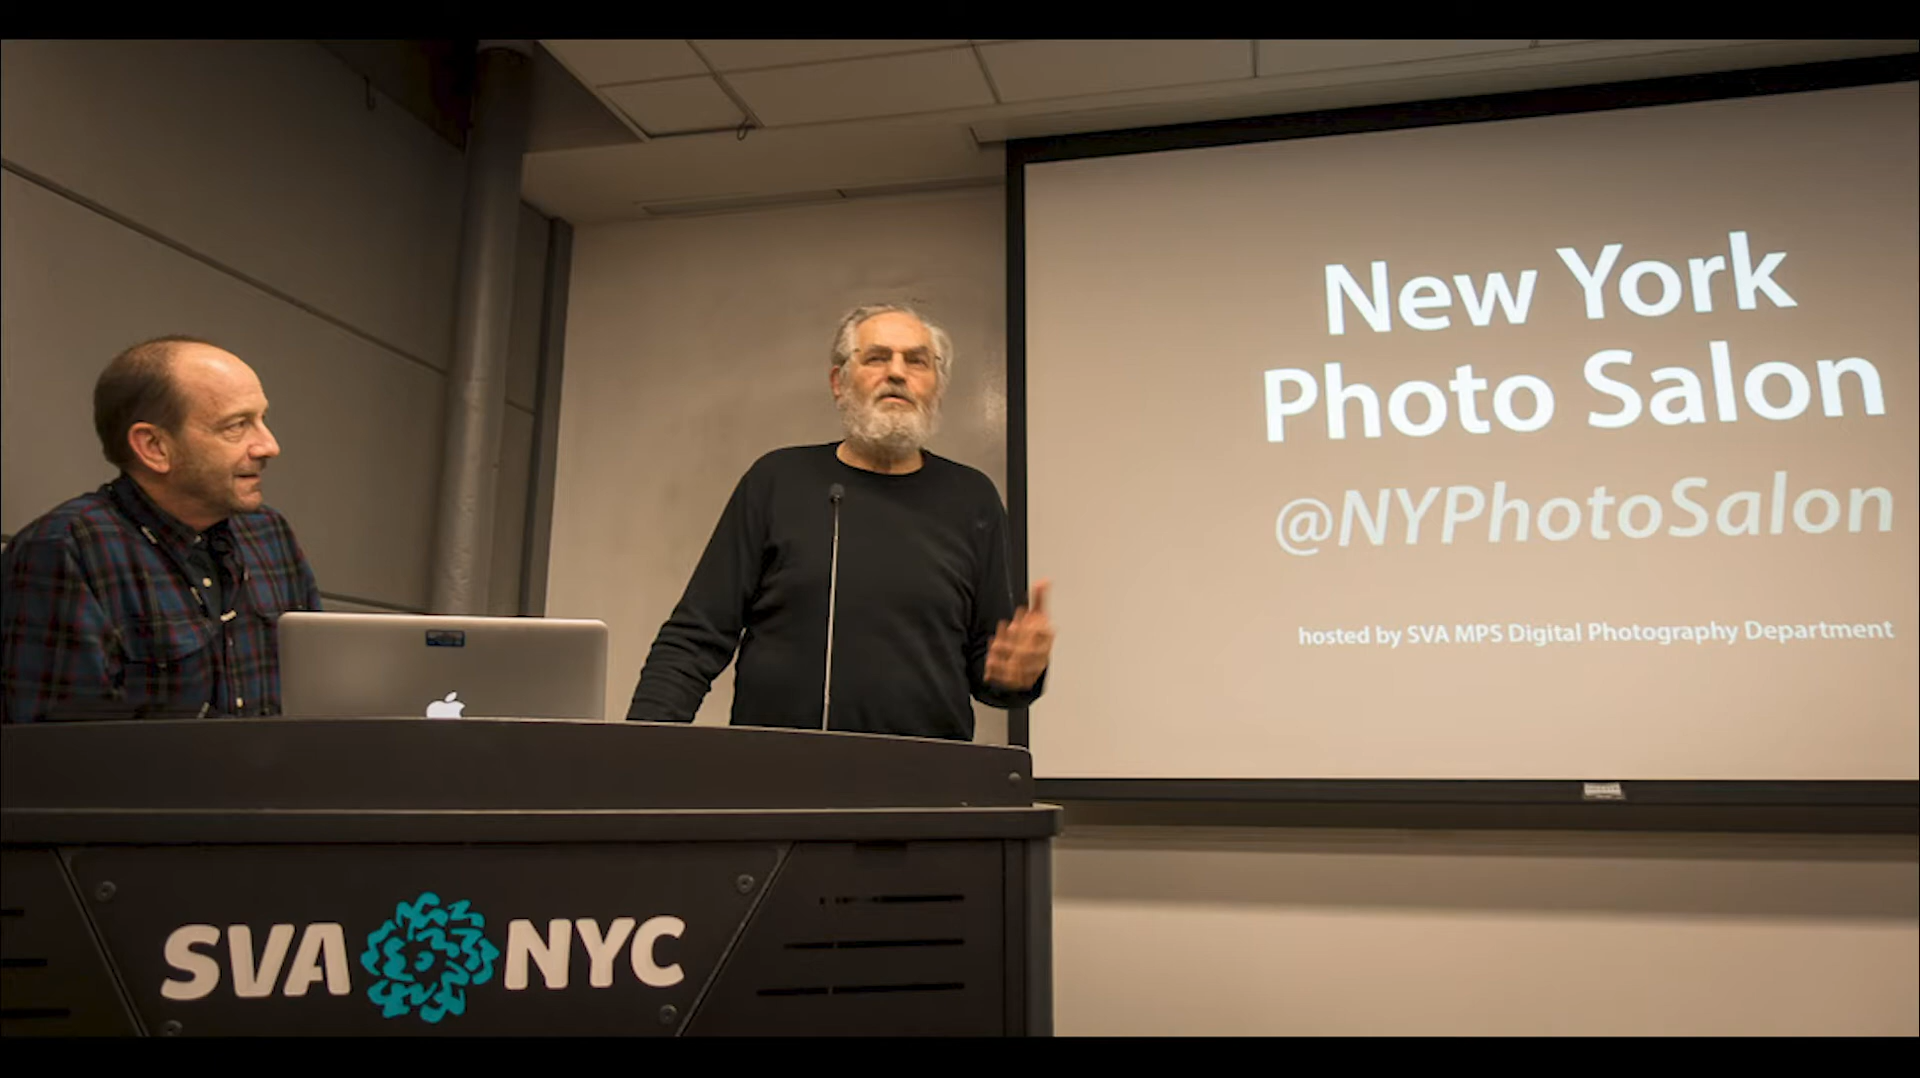 New York
Photo Salon
@NYPhotoSalon
hosted by SVA MPS Digital Photography Department
SVA NYC